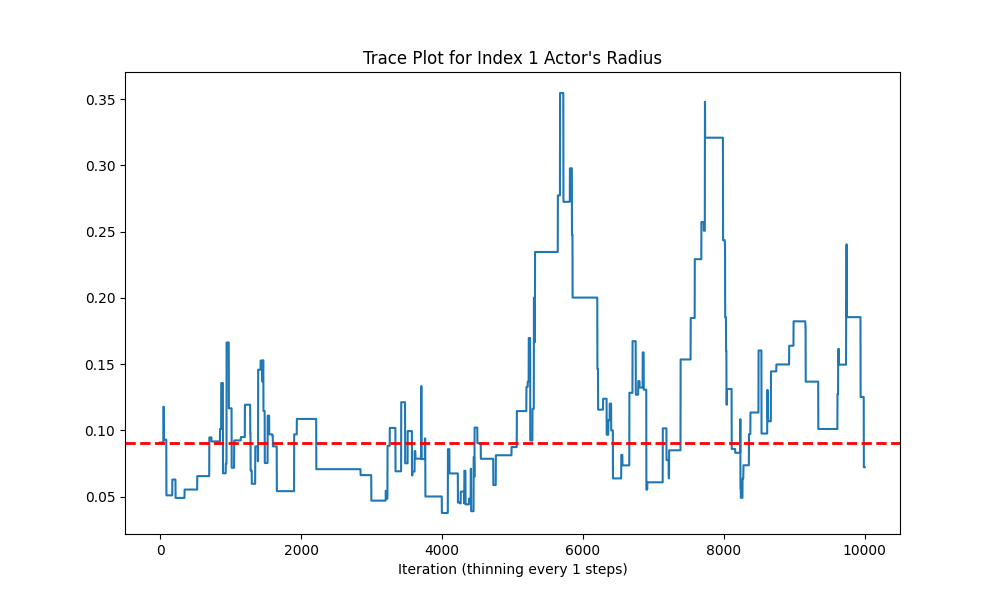 Trace Plot for Index 1 Actor's Radius
0.35
0.30
0.25
0.20
0.15
0.10
0.05
0 2000 4000 6000 8000 10000
Iteration (thinning every 1 steps)